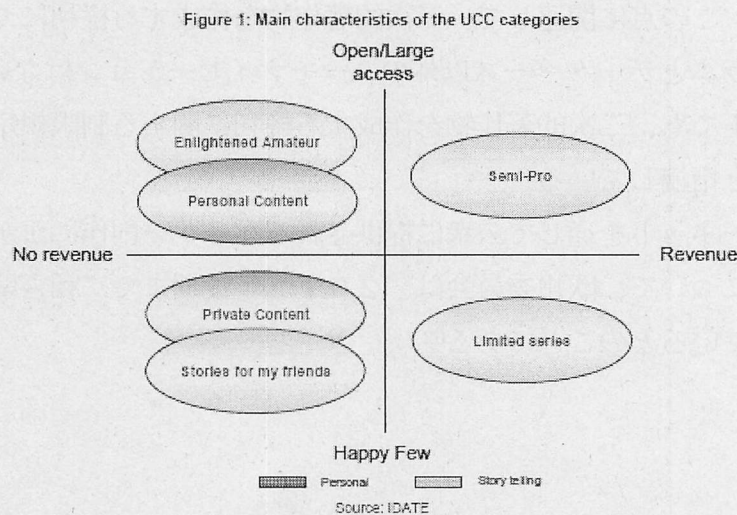 Figure 1: Main characteristics of the UCC categories
Open/Large
access
Enlightened Amateur
Semi-Pro
Personal Content
No revenue
Revenue
Private Content
Limited series
Stories for my friends
Happy Few
Personal
Story telling
Source: IDATE